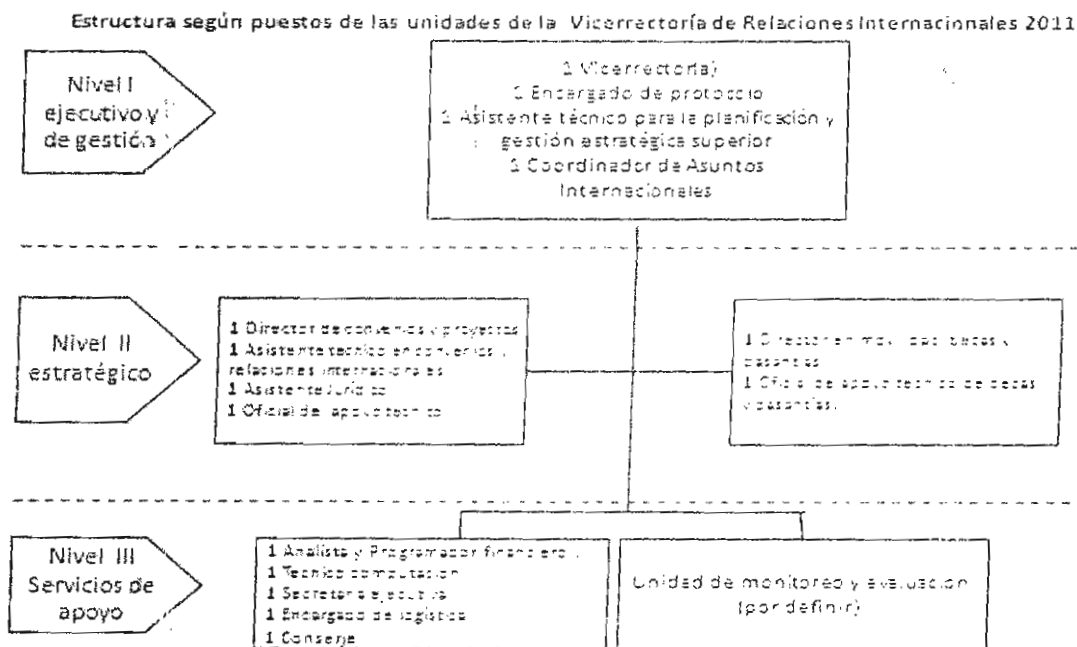 Estructura según puestos de las unidades de la Vicerrectoría de Relaciones Internacionales 2011
Nivel I
ejecutivo y
de gestión
1 Vicerrector(a)
1 Encargado de protocolo
1 Asistente técnico para la planificación y
gestión estratégica superior
1 Coordinador de Asuntos
Internacionales
Nivel II
estratégico
1 Director de convenios y proyectos
1 Asistente técnico en convenios y
relaciones internacionales
1 Asistente Jurídico
1 Oficial de apoyo técnico
1 Director en movilidad, becas y
pasantías
1 Oficial de apoyo técnico de becas
y pasantías.
Nivel III
Servicios de
apoyo
1 Analista y Programador financiero
1 Técnico computación
1 Secretaria ejecutiva
1 Encargado de logística
1 Conserje
Unidad de monitoreo y evaluación
(por definir)